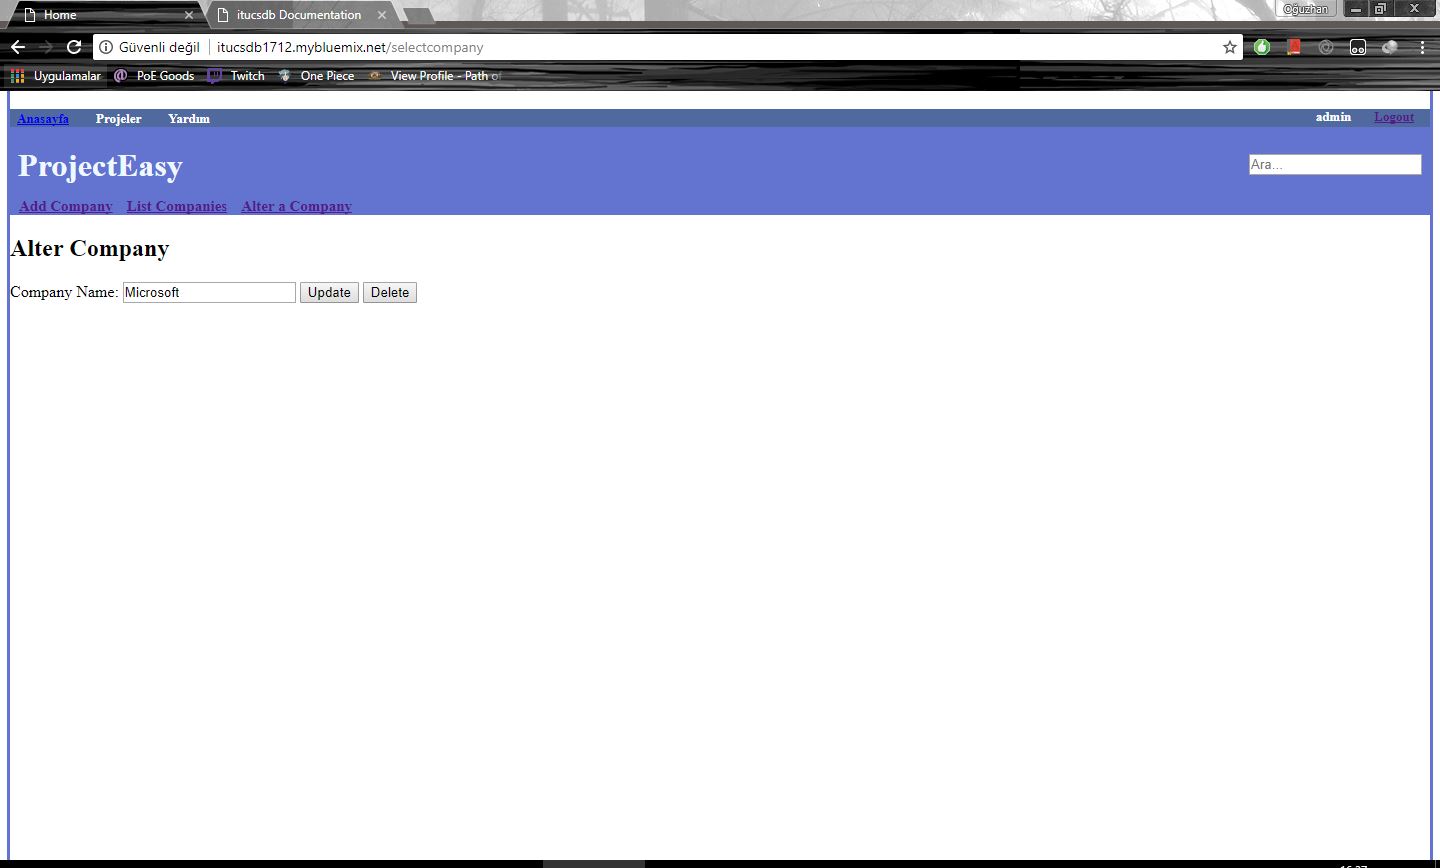 Home
itucsdb Documentation
Oğuzhan
Güvenli değil
itucsdb1712.mybluemix.net/selectcompany
Uygulamalar PoE Goods Twitch One Piece View Profile - Path of
Anasayfa Projeler Yardım admin Logout
ProjectEasy
Ara...
Add Company List Companies Alter a Company
Alter Company
Company Name: Microsoft Update Delete